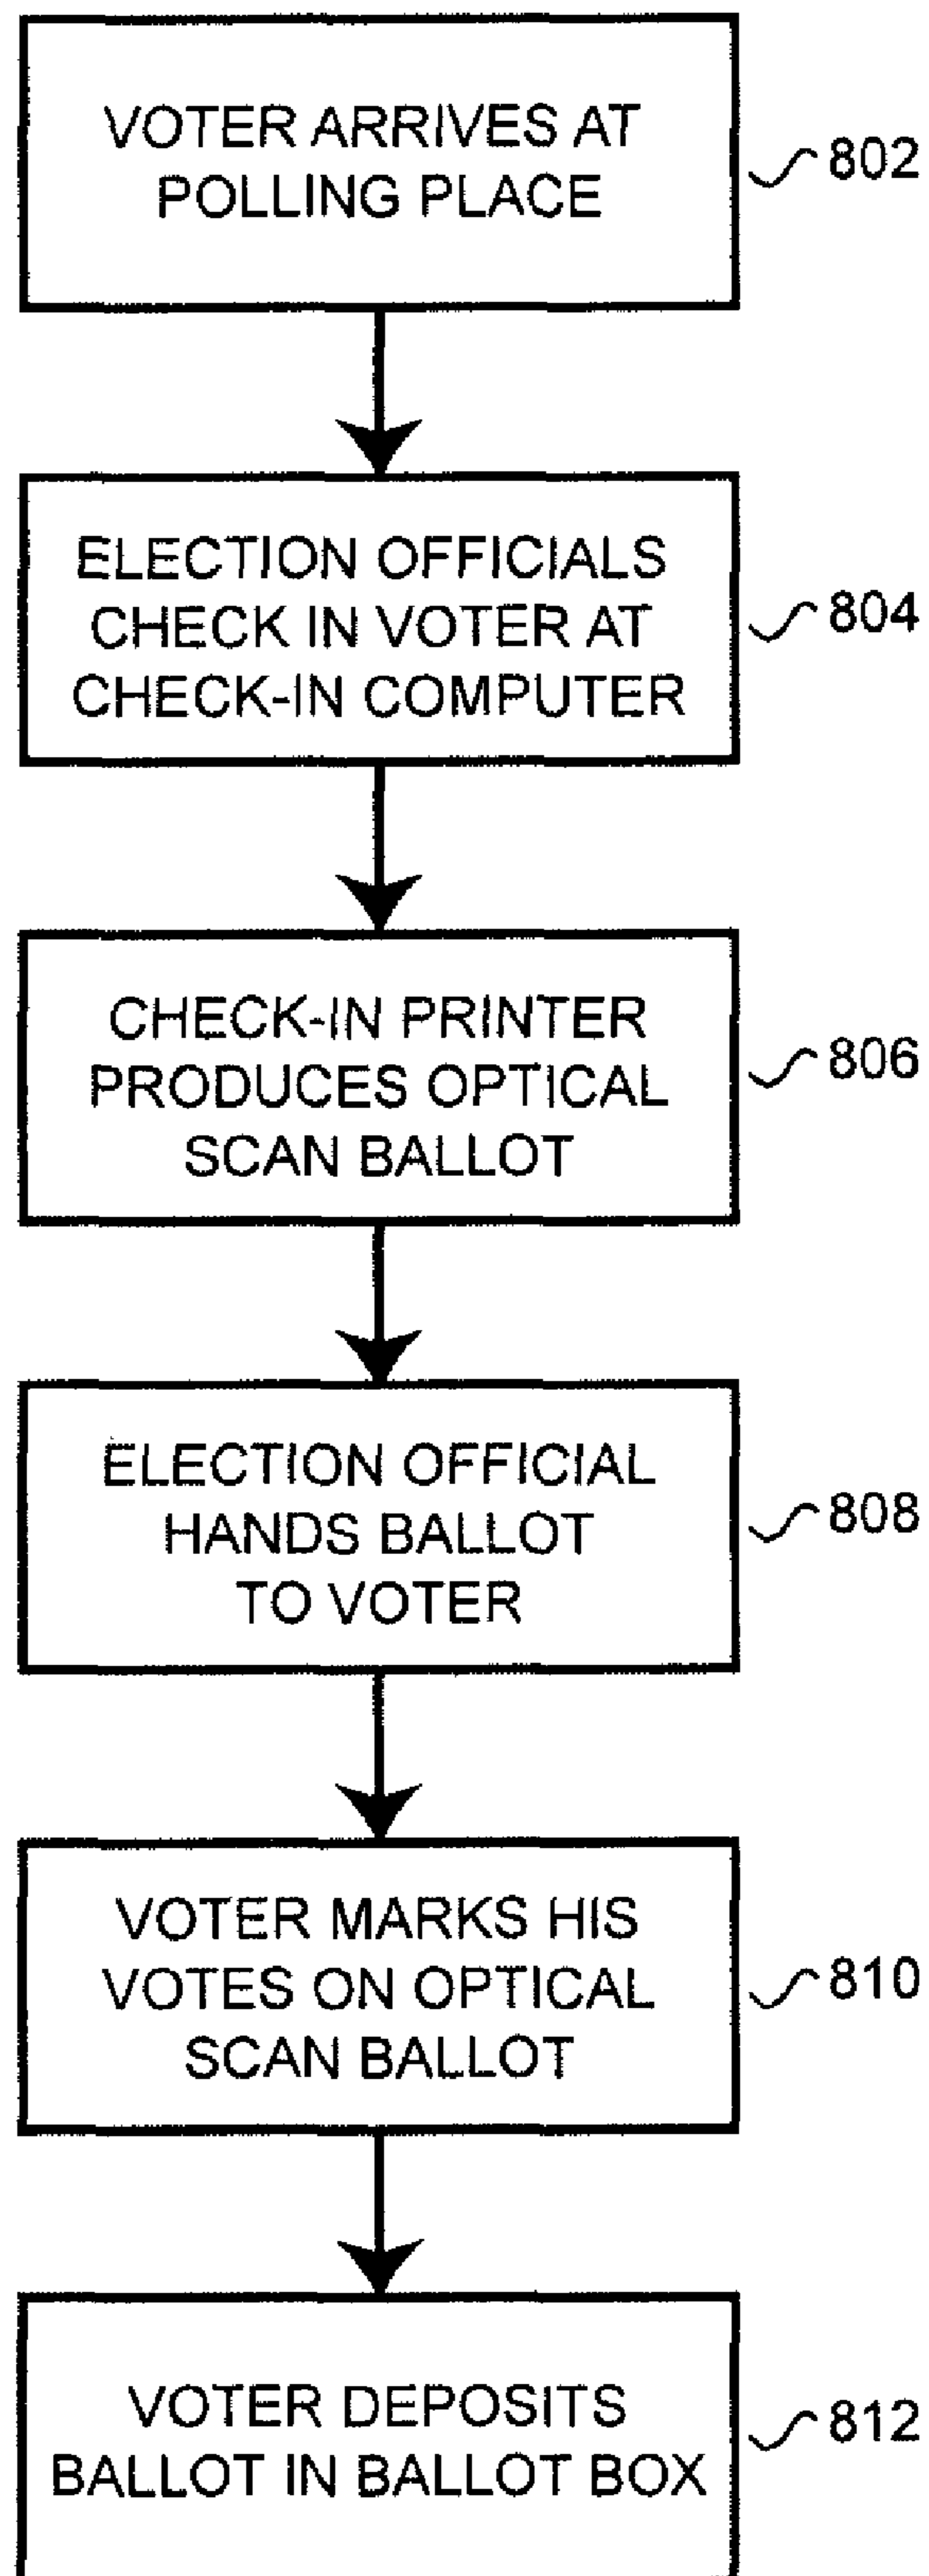 VOTER ARRIVES AT
POLLING PLACE
802
ELECTION OFFICIALS
CHECK IN VOTER AT
CHECK-IN COMPUTER
804
CHECK-IN PRINTER
PRODUCES OPTICAL
SCAN BALLOT
806
ELECTION OFFICIAL
HANDS BALLOT
TO VOTER
808
VOTER MARKS HIS
VOTES ON OPTICAL
SCAN BALLOT
810
VOTER DEPOSITS
BALLOT IN BALLOT BOX
812